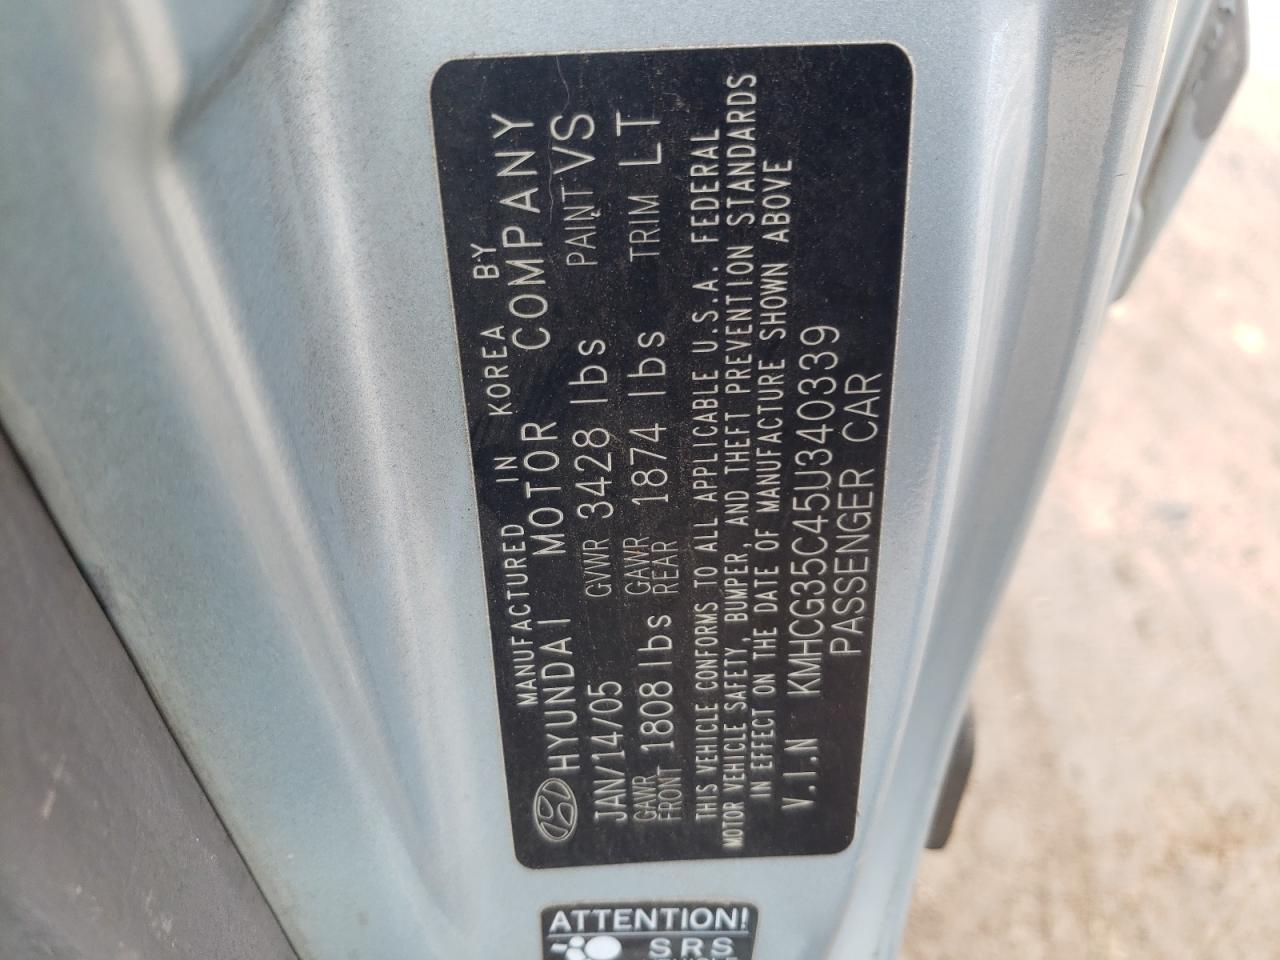 MANUFACTURED IN KOREA BY
HYUNDAI MOTOR COMPANY
JAN/14/05 GVWR 3428 lbs PAINT VS
GAWR FRONT 1808 lbs GAWR REAR 1874 lbs TRIM LT
THIS VEHICLE CONFORMS TO ALL APPLICABLE U.S.A. FEDERAL
MOTOR VEHICLE SAFETY, BUMPER, AND THEFT PREVENTION STANDARDS
IN EFFECT ON THE DATE OF MANUFACTURE SHOWN ABOVE
V.I.N KMHCG35C45U340339
PASSENGER CAR
ATTENTION!
SRS